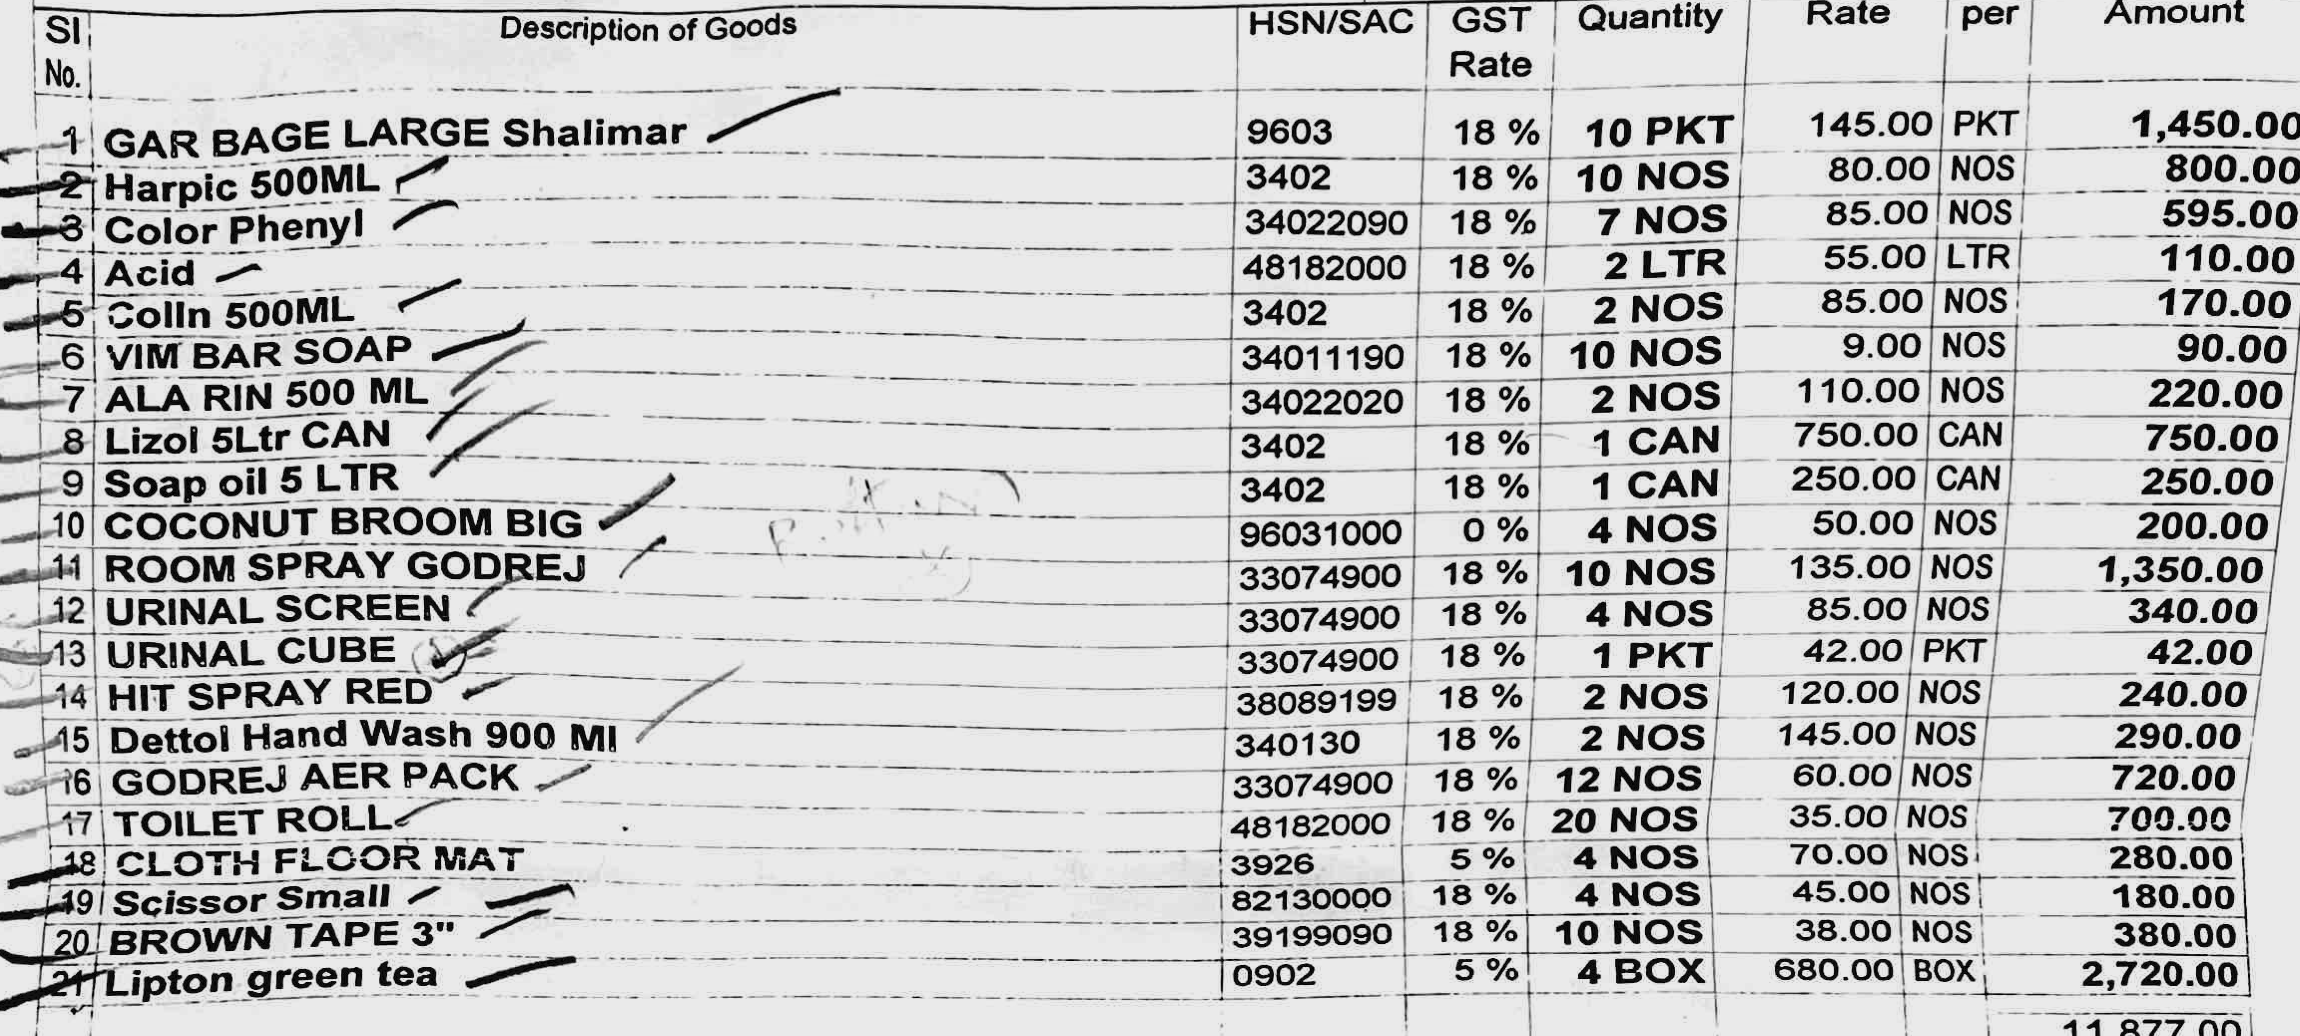 Sl No. Description of Goods HSN/SAC GST Rate Quantity Rate per Amount
1 GAR BAGE LARGE Shalimar 9603 18 % 10 PKT 145.00 PKT 1,450.00
2 Harpic 500ML 3402 18 % 10 NOS 80.00 NOS 800.00
3 Color Phenyl 34022090 18 % 7 NOS 85.00 NOS 595.00
4 Acid 48182000 18 % 2 LTR 55.00 LTR 110.00
5 ColIn 500ML 3402 18 % 2 NOS 85.00 NOS 170.00
6 VIM BAR SOAP 34011190 18 % 10 NOS 9.00 NOS 90.00
7 ALA RIN 500 ML 34022020 18 % 2 NOS 110.00 NOS 220.00
8 Lizol 5Ltr CAN 3402 18 % 1 CAN 750.00 CAN 750.00
9 Soap oil 5 LTR 3402 18 % 1 CAN 250.00 CAN 250.00
10 COCONUT BROOM BIG 96031000 0 % 4 NOS 50.00 NOS 200.00
11 ROOM SPRAY GODREJ 33074900 18 % 10 NOS 135.00 NOS 1,350.00
12 URINAL SCREEN 33074900 18 % 4 NOS 85.00 NOS 340.00
13 URINAL CUBE 33074900 18 % 1 PKT 42.00 PKT 42.00
14 HIT SPRAY RED 38089199 18 % 2 NOS 120.00 NOS 240.00
15 Dettol Hand Wash 900 Ml 340130 18 % 2 NOS 145.00 NOS 290.00
16 GODREJ AER PACK 33074900 18 % 12 NOS 60.00 NOS 720.00
17 TOILET ROLL 48182000 18 % 20 NOS 35.00 NOS 700.00
18 CLOTH FLOOR MAT 3926 5 % 4 NOS 70.00 NOS 280.00
19 Scissor Small 82130000 18 % 4 NOS 45.00 NOS 180.00
20 BROWN TAPE 3" 39199090 18 % 10 NOS 38.00 NOS 380.00
21 Lipton green tea 0902 5 % 4 BOX 680.00 BOX 2,720.00
11,877.00